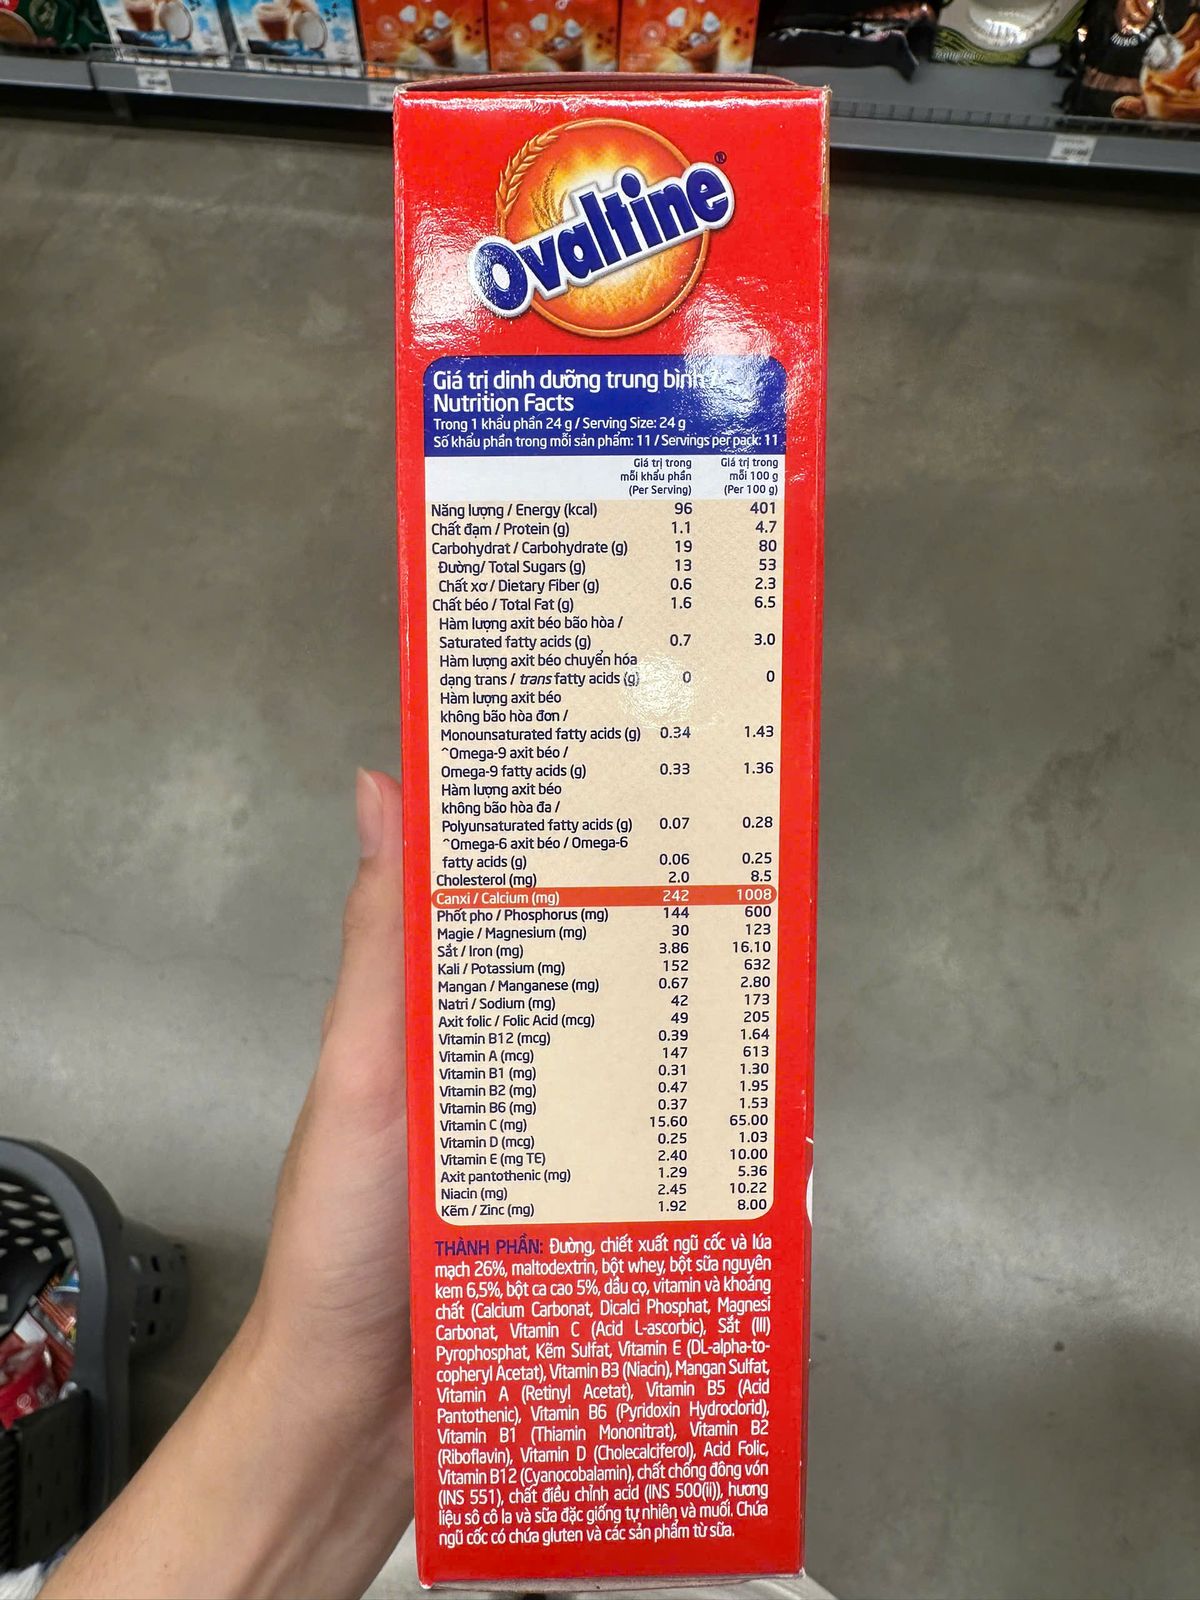 Ovaltine®
Giá trị dinh dưỡng trung bình
Nutrition Facts
Trong 1 khẩu phần 24 g / Serving Size: 24 g
Số khẩu phần trong mỗi sản phẩm: 11 / Servings per pack: 11
Giá trị trong Giá trị trong
mỗi khẩu phần mỗi 100 g
(Per Serving) (Per 100 g)
Năng lượng / Energy (kcal) 96 401
Chất đạm / Protein (g) 1.1 4.7
Carbohydrat / Carbohydrate (g) 19 80
Đường/ Total Sugars (g) 13 53
Chất xơ / Dietary Fiber (g) 0.6 2.3
Chất béo / Total Fat (g) 1.6 6.5
Hàm lượng axit béo bão hòa /
Saturated fatty acids (g) 0.7 3.0
Hàm lượng axit béo chuyển hóa
dạng trans / trans fatty acids (g) 0 0
Hàm lượng axit béo
không bão hòa đơn /
Monounsaturated fatty acids (g) 0.34 1.43
^Omega-9 axit béo /
Omega-9 fatty acids (g) 0.33 1.36
Hàm lượng axit béo
không bão hòa đa /
Polyunsaturated fatty acids (g) 0.07 0.28
^Omega-6 axit béo / Omega-6
fatty acids (g) 0.06 0.25
Cholesterol (mg) 2.0 8.5
Canxi / Calcium (mg) 242 1008
Phốt pho / Phosphorus (mg) 144 600
Magie / Magnesium (mg) 30 123
Sắt / Iron (mg) 3.86 16.10
Kali / Potassium (mg) 152 632
Mangan / Manganese (mg) 0.67 2.80
Natri / Sodium (mg) 42 173
Axit folic / Folic Acid (mcg) 49 205
Vitamin B12 (mcg) 0.39 1.64
Vitamin A (mcg) 147 613
Vitamin B1 (mg) 0.31 1.30
Vitamin B2 (mg) 0.47 1.95
Vitamin B6 (mg) 0.37 1.53
Vitamin C (mg) 15.60 65.00
Vitamin D (mcg) 0.25 1.03
Vitamin E (mg TE) 2.40 10.00
Axit pantothenic (mg) 1.29 5.36
Niacin (mg) 2.45 10.22
Kẽm / Zinc (mg) 1.92 8.00
THÀNH PHẦN: Đường, chiết xuất ngũ cốc và lúa
mạch 26%, maltodextrin, bột whey, bột sữa nguyên
kem 6,5%, bột ca cao 5%, dầu cọ, vitamin và khoáng
chất (Calcium Carbonat, Dicalci Phosphat, Magnesi
Carbonat, Vitamin C (Acid L-ascorbic), Sắt (III)
Pyrophosphat, Kẽm Sulfat, Vitamin E (DL-alpha-to-
copheryl Acetat), Vitamin B3 (Niacin), Mangan Sulfat,
Vitamin A (Retinyl Acetat), Vitamin B5 (Acid
Pantothenic), Vitamin B6 (Pyridoxin Hydroclorid),
Vitamin B1 (Thiamin Mononitrat), Vitamin B2
(Riboflavin), Vitamin D (Cholecalciferol), Acid Folic,
Vitamin B12 (Cyanocobalamin), chất chống đông vón
(INS 551), chất điều chỉnh acid (INS 500(ii)), hương
liệu sô cô la và sữa đặc giống tự nhiên và muối. Chứa
ngũ cốc có chứa gluten và các sản phẩm từ sữa.